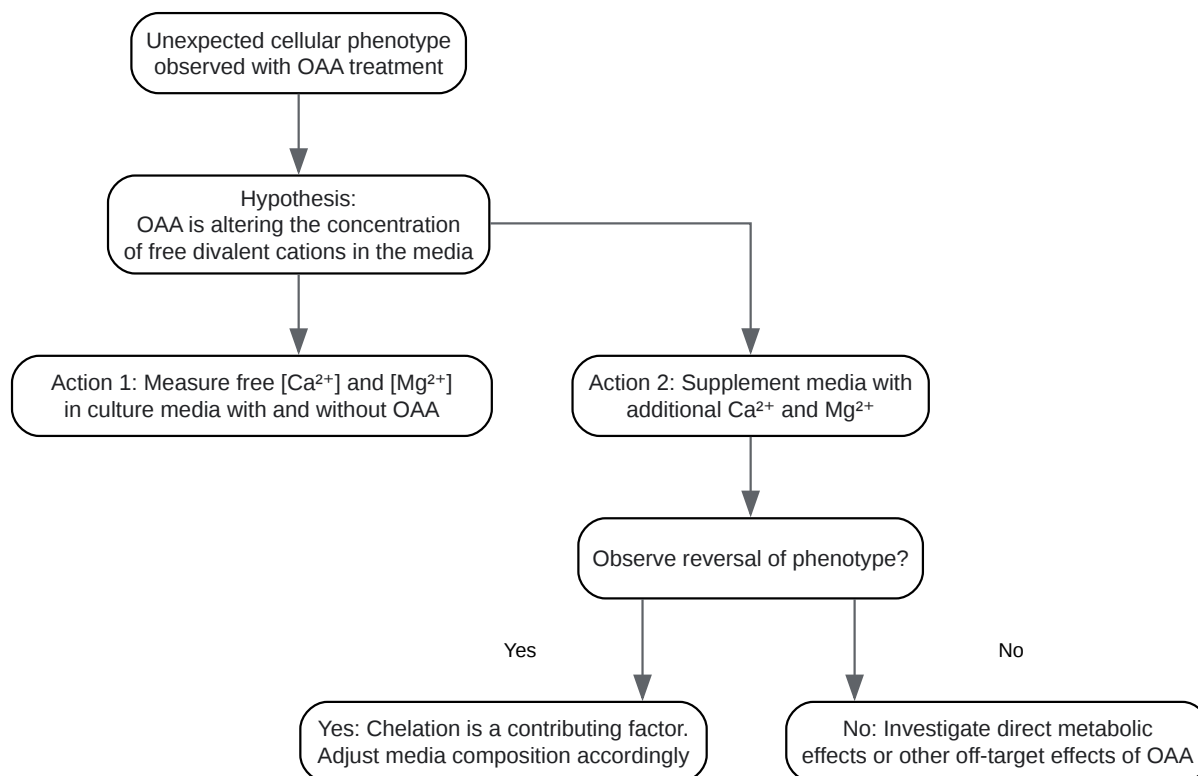 Unexpected cellular phenotype
observed with OAA treatment
Hypothesis:
OAA is altering the concentration
of free divalent cations in the media
Action 1: Measure free [Ca²⁺] and [Mg²⁺]
in culture media with and without OAA
Action 2: Supplement media with
additional Ca²⁺ and Mg²⁺
Observe reversal of phenotype?
Yes
No
Yes: Chelation is a contributing factor.
Adjust media composition accordingly
No: Investigate direct metabolic
effects or other off-target effects of OAA